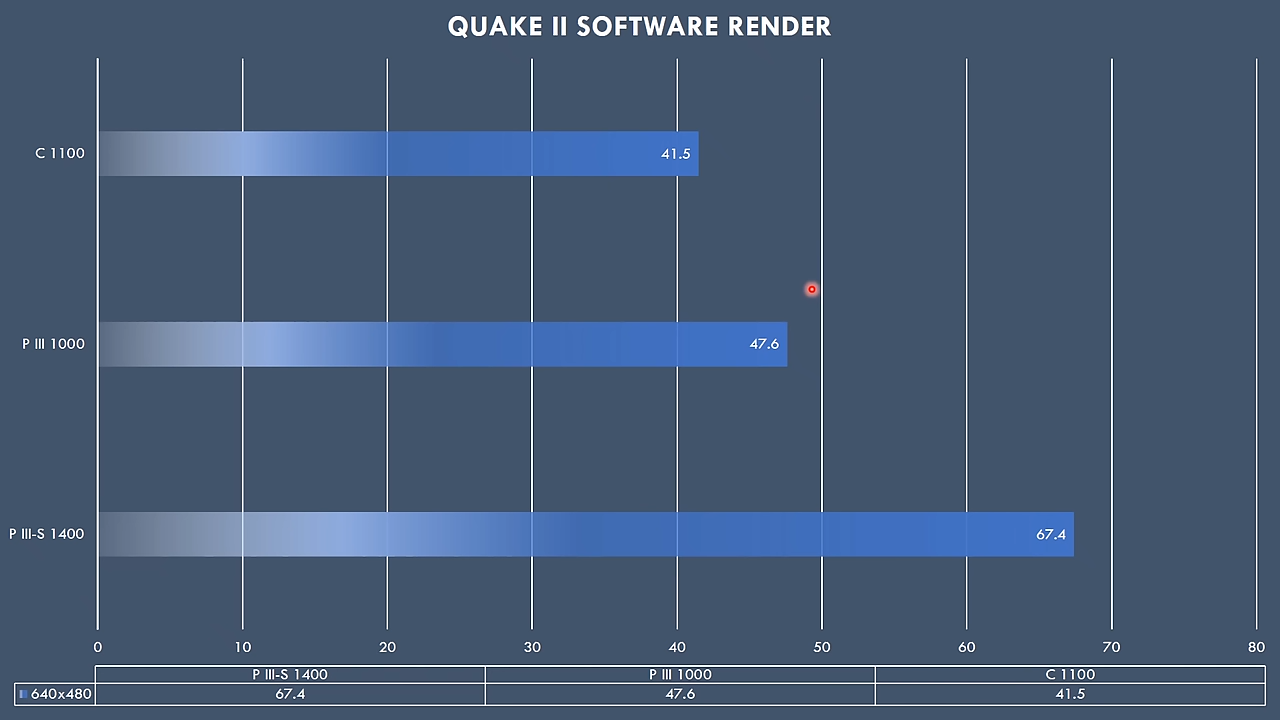 QUAKE II SOFTWARE RENDER
C 1100
41.5
P III 1000
47.6
P III-S 1400
67.4
0 10 20 30 40 50 60 70 80
P III-S 1400 P III 1000 C 1100
640x480 67.4 47.6 41.5